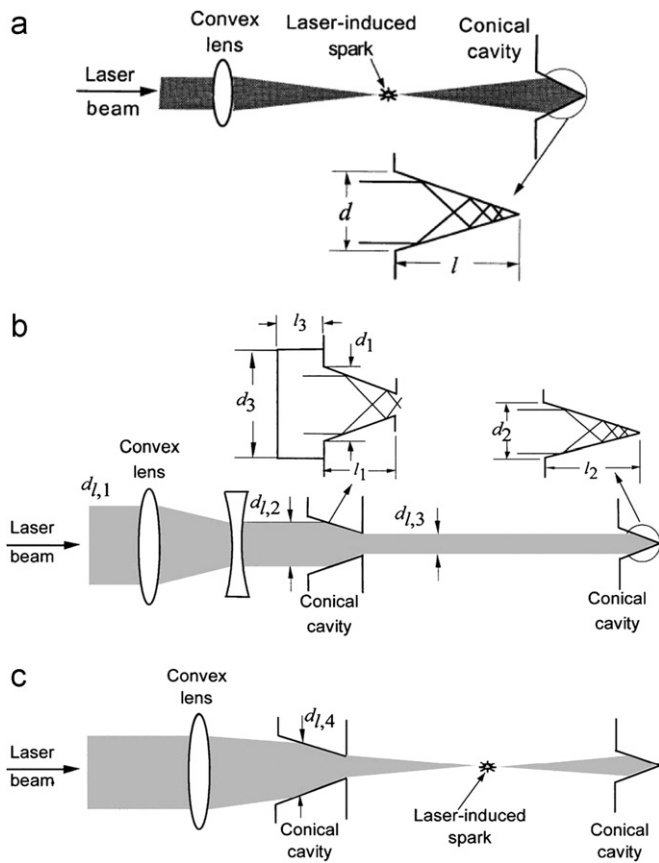 a
Convex
lens
Laser-induced
spark
Conical
cavity
Laser
beam
d
l
b
l3
d1
d3
l1
d2
l2
Convex
lens
dl,1
dl,2
dl,3
Laser
beam
Conical
cavity
Conical
cavity
c
Convex
lens
dl,4
Laser
beam
Laser-induced
spark
Conical
cavity
Conical
cavity